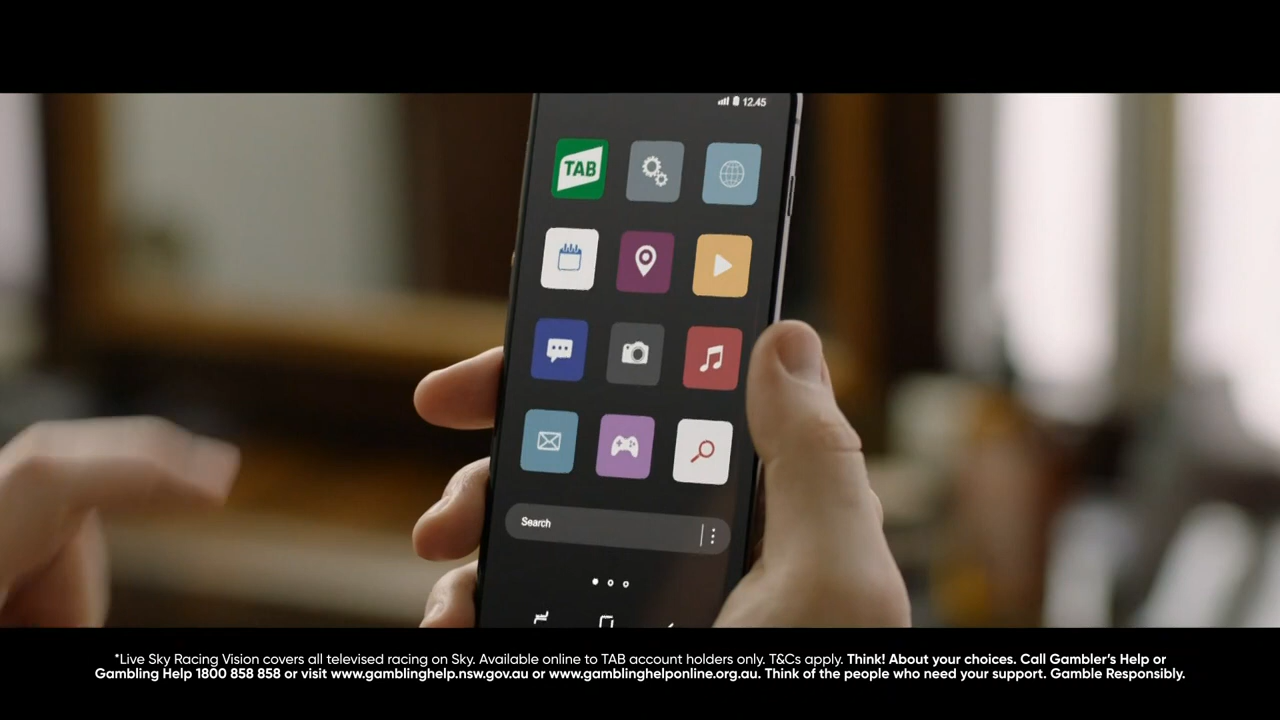 12.45
TAB
Search
*Live Sky Racing Vision covers all televised racing on Sky. Available online to TAB account holders only. T&Cs apply. Think! About your choices. Call Gambler's Help or
Gambling Help 1800 858 858 or visit www.gamblinghelp.nsw.gov.au or www.gamblinghelponline.org.au. Think of the people who need your support. Gamble Responsibly.